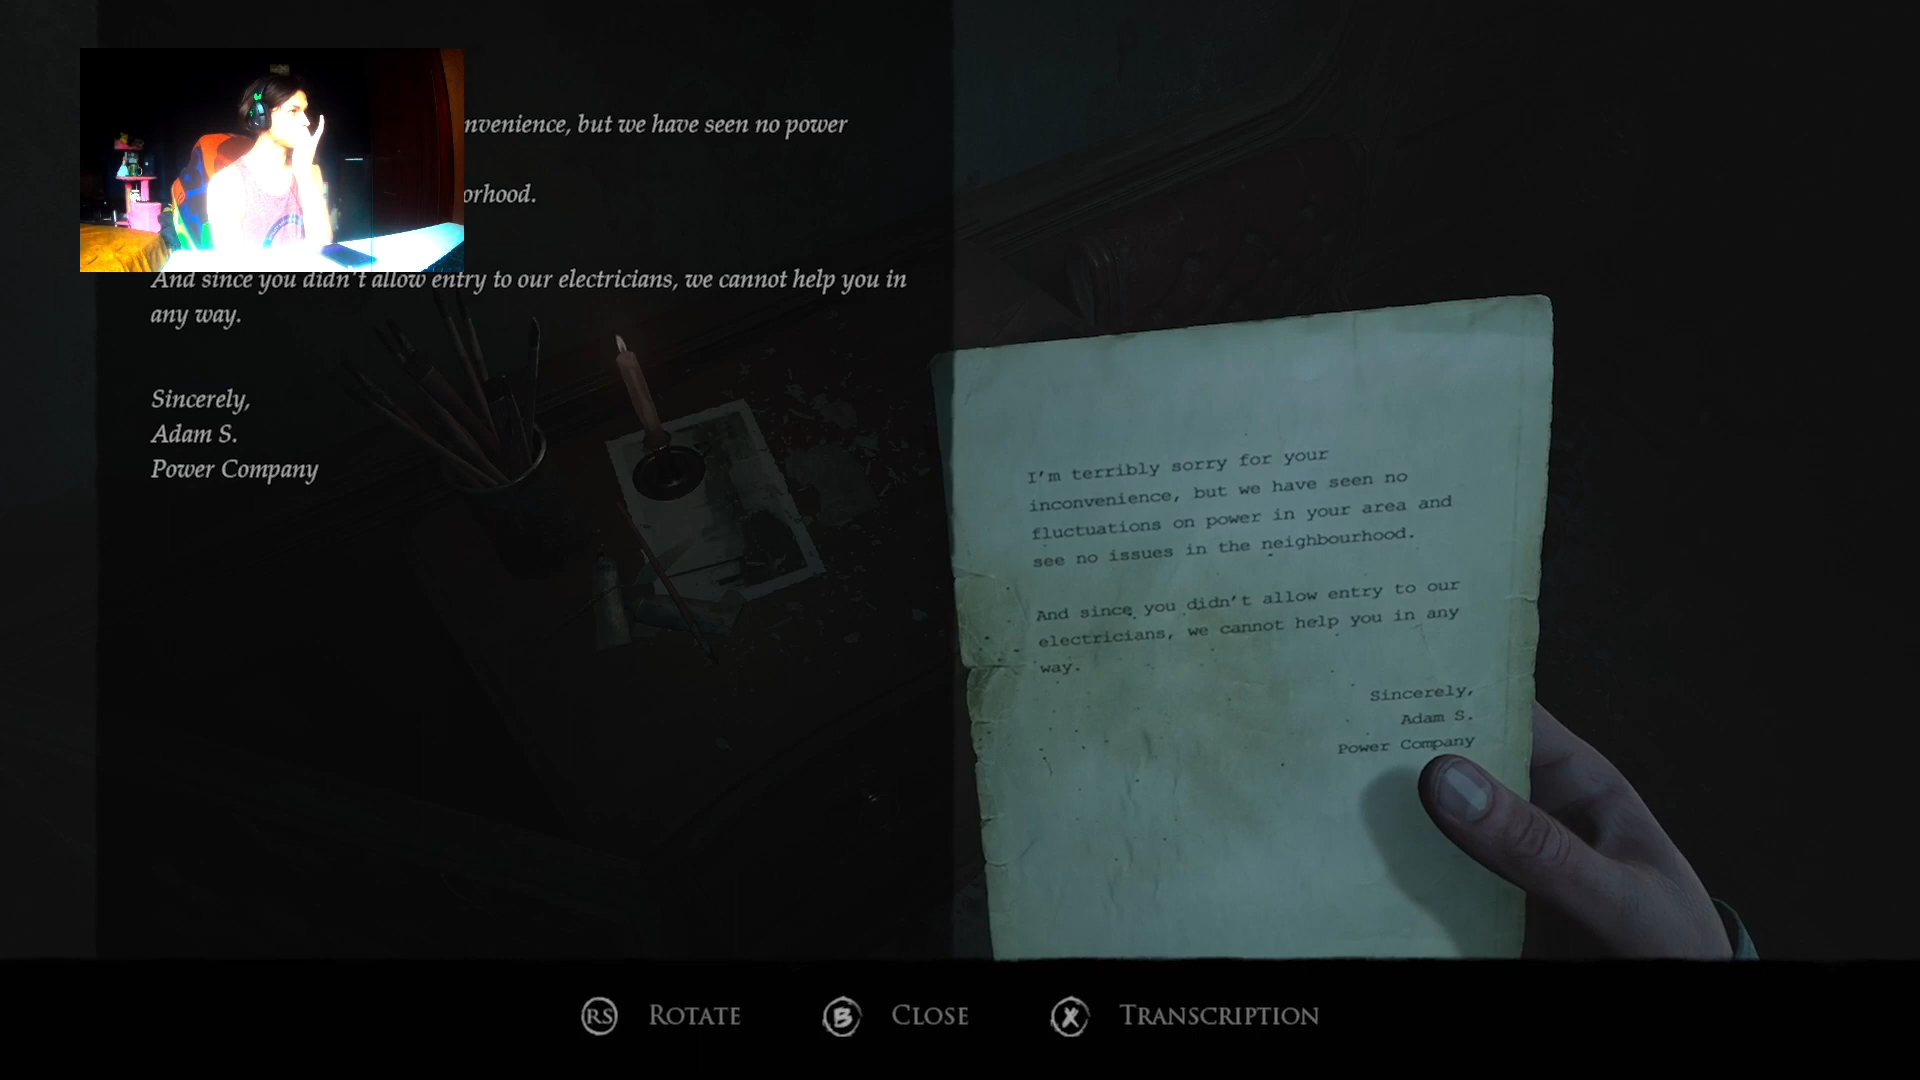 nvenience, but we have seen no power
orhood.
And since you didn't allow entry to our electricians, we cannot help you in
any way.
Sincerely,
Adam S.
Power Company
I'm terribly sorry for your
inconvenience, but we have seen no
fluctuations on power in your area and
see no issues in the neighbourhood.
And since you didn't allow entry to our
electricians, we cannot help you in any
way.
Sincerely,
Adam S.
Power Company
RS ROTATE
B CLOSE
X TRANSCRIPTION